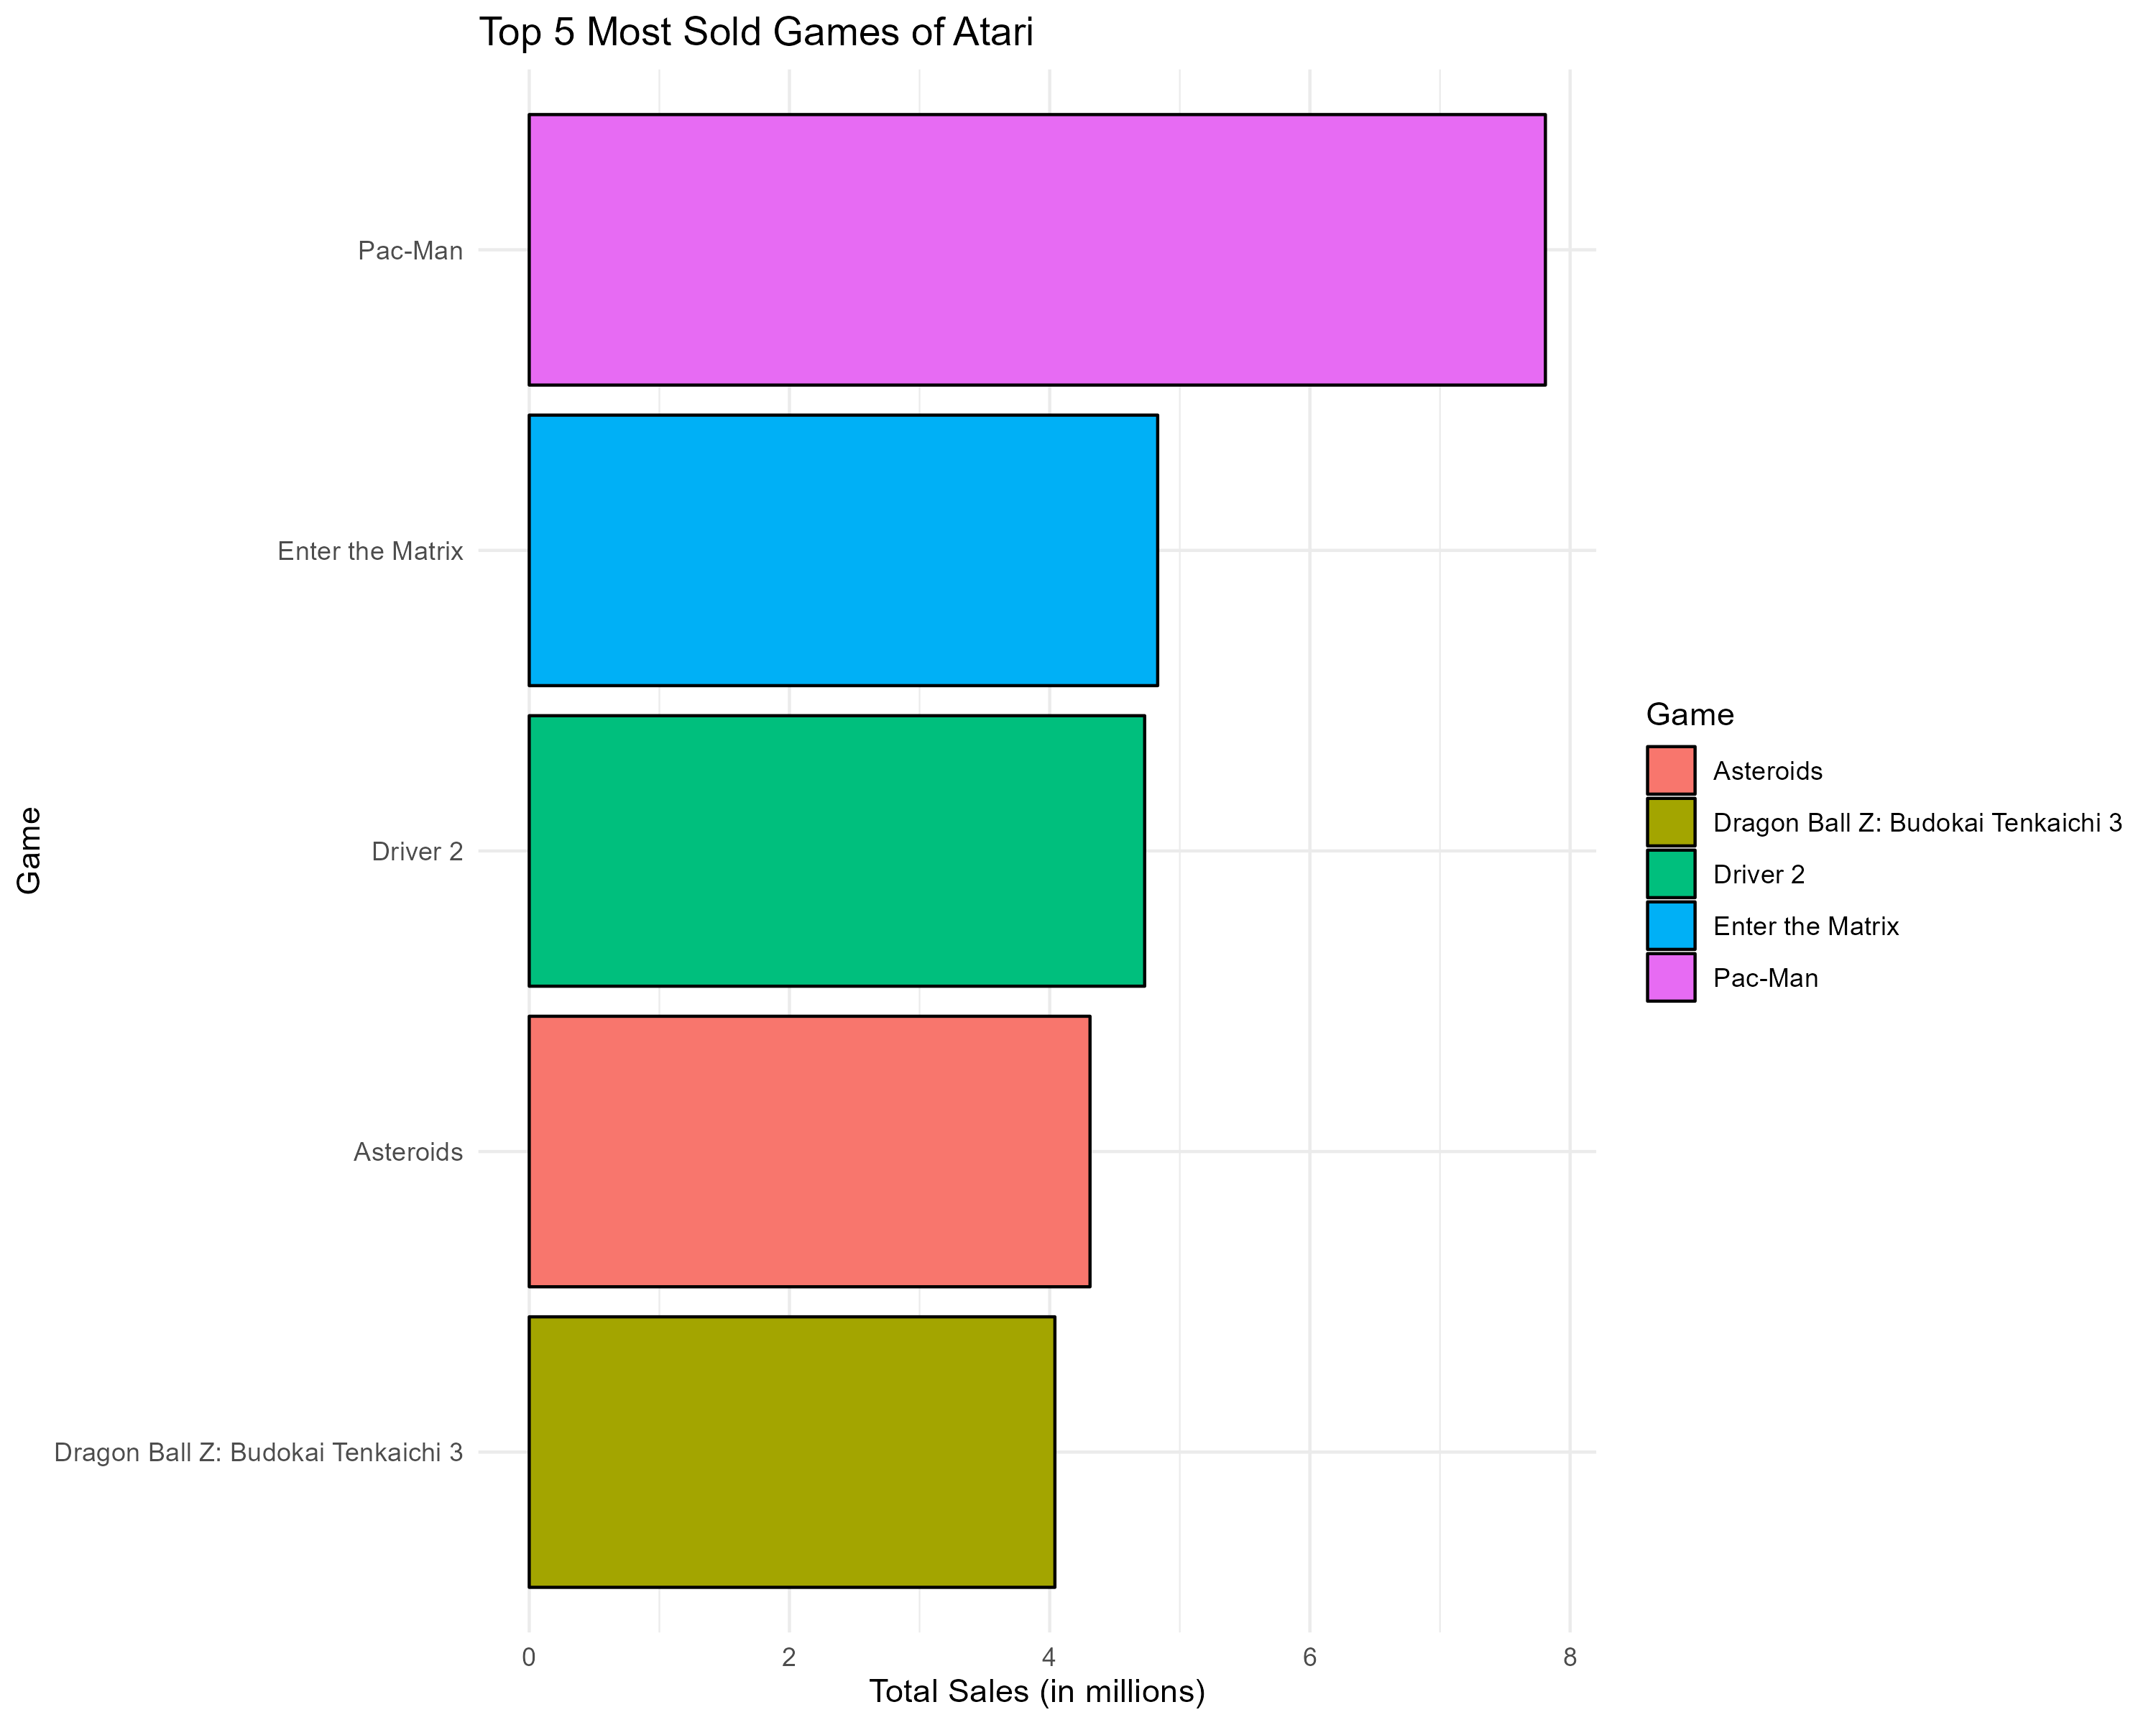 Top 5 Most Sold Games of Atari
Game
Pac-Man
Enter the Matrix
Driver 2
Asteroids
Dragon Ball Z: Budokai Tenkaichi 3
0 2 4 6 8
Total Sales (in millions)
Game
Asteroids
Dragon Ball Z: Budokai Tenkaichi 3
Driver 2
Enter the Matrix
Pac-Man